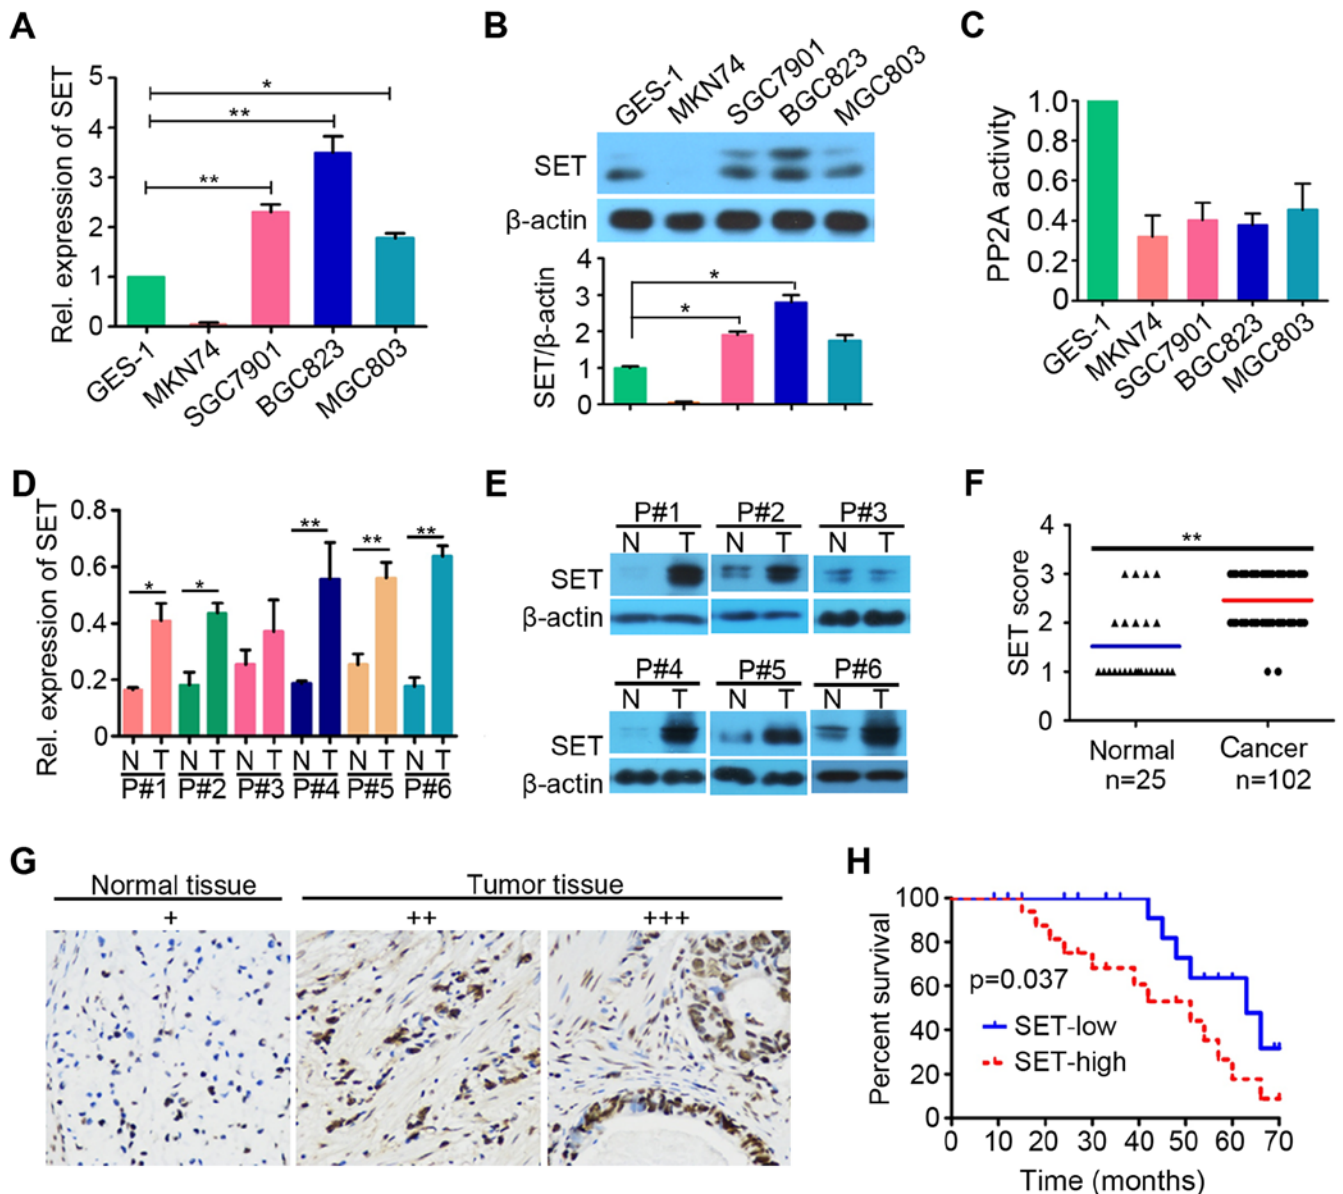 A
Rel. expression of SET
5
4
3
2
1
0
*
**
**
GES-1
MKN74
SGC7901
BGC823
MGC803
B
GES-1
MKN74
SGC7901
BGC823
MGC803
SET
β-actin
SET/β-actin
4
3
2
1
0
*
*
C
PP2A activity
1.0
0.8
0.6
0.4
0.2
0
GES-1
MKN74
SGC7901
BGC823
MGC803
D
Rel. expression of SET
0.8
0.6
0.4
0.2
0
*
*
**
**
**
N T N T N T N T N T N T
P#1 P#2 P#3 P#4 P#5 P#6
E
P#1 P#2 P#3
N T N T N T
SET
β-actin
P#4 P#5 P#6
N T N T N T
SET
β-actin
F
SET score
4
3
2
1
0
**
Normal
n=25
Cancer
n=102
G
Normal tissue
Tumor tissue
+
++
+++
H
Percent survival
100
80
60
40
20
0
p=0.037
SET-low
SET-high
0 10 20 30 40 50 60 70
Time (months)